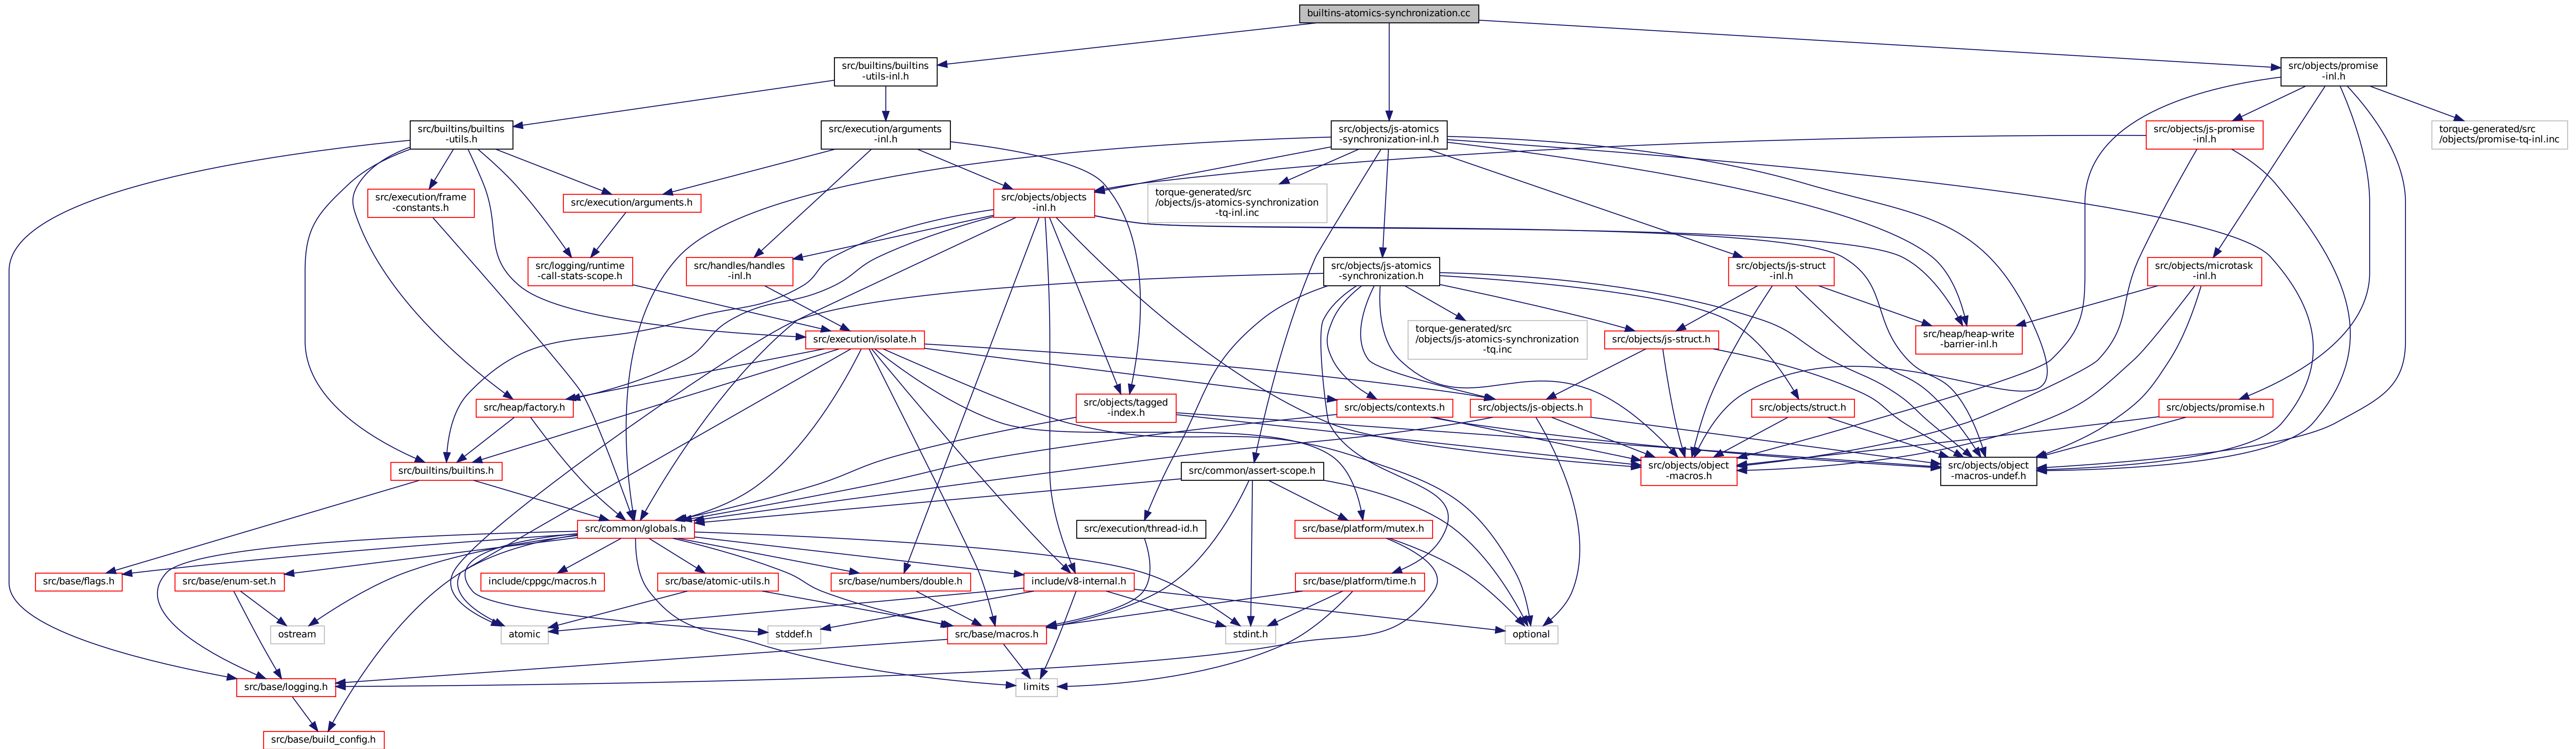 builtins-atomics-synchronization.cc
src/builtins/builtins
-utils-inl.h
src/objects/promise
-inl.h
src/builtins/builtins
-utils.h
src/execution/arguments
-inl.h
src/objects/js-atomics
-synchronization-inl.h
src/objects/js-promise
-inl.h
torque-generated/src
/objects/promise-tq-inl.inc
src/execution/frame
-constants.h
src/execution/arguments.h
src/objects/objects
-inl.h
torque-generated/src
/objects/js-atomics-synchronization
-tq-inl.inc
src/logging/runtime
-call-stats-scope.h
src/handles/handles
-inl.h
src/objects/js-atomics
-synchronization.h
src/objects/js-struct
-inl.h
src/objects/microtask
-inl.h
src/execution/isolate.h
torque-generated/src
/objects/js-atomics-synchronization
-tq.inc
src/objects/js-struct.h
src/heap/heap-write
-barrier-inl.h
src/heap/factory.h
src/objects/tagged
-index.h
src/objects/contexts.h
src/objects/js-objects.h
src/objects/struct.h
src/objects/promise.h
src/builtins/builtins.h
src/common/assert-scope.h
src/objects/object
-macros.h
src/objects/object
-macros-undef.h
src/common/globals.h
src/execution/thread-id.h
src/base/platform/mutex.h
src/base/flags.h
src/base/enum-set.h
include/cppgc/macros.h
src/base/atomic-utils.h
src/base/numbers/double.h
include/v8-internal.h
src/base/platform/time.h
ostream
atomic
stddef.h
src/base/macros.h
stdint.h
optional
src/base/logging.h
limits
src/base/build_config.h